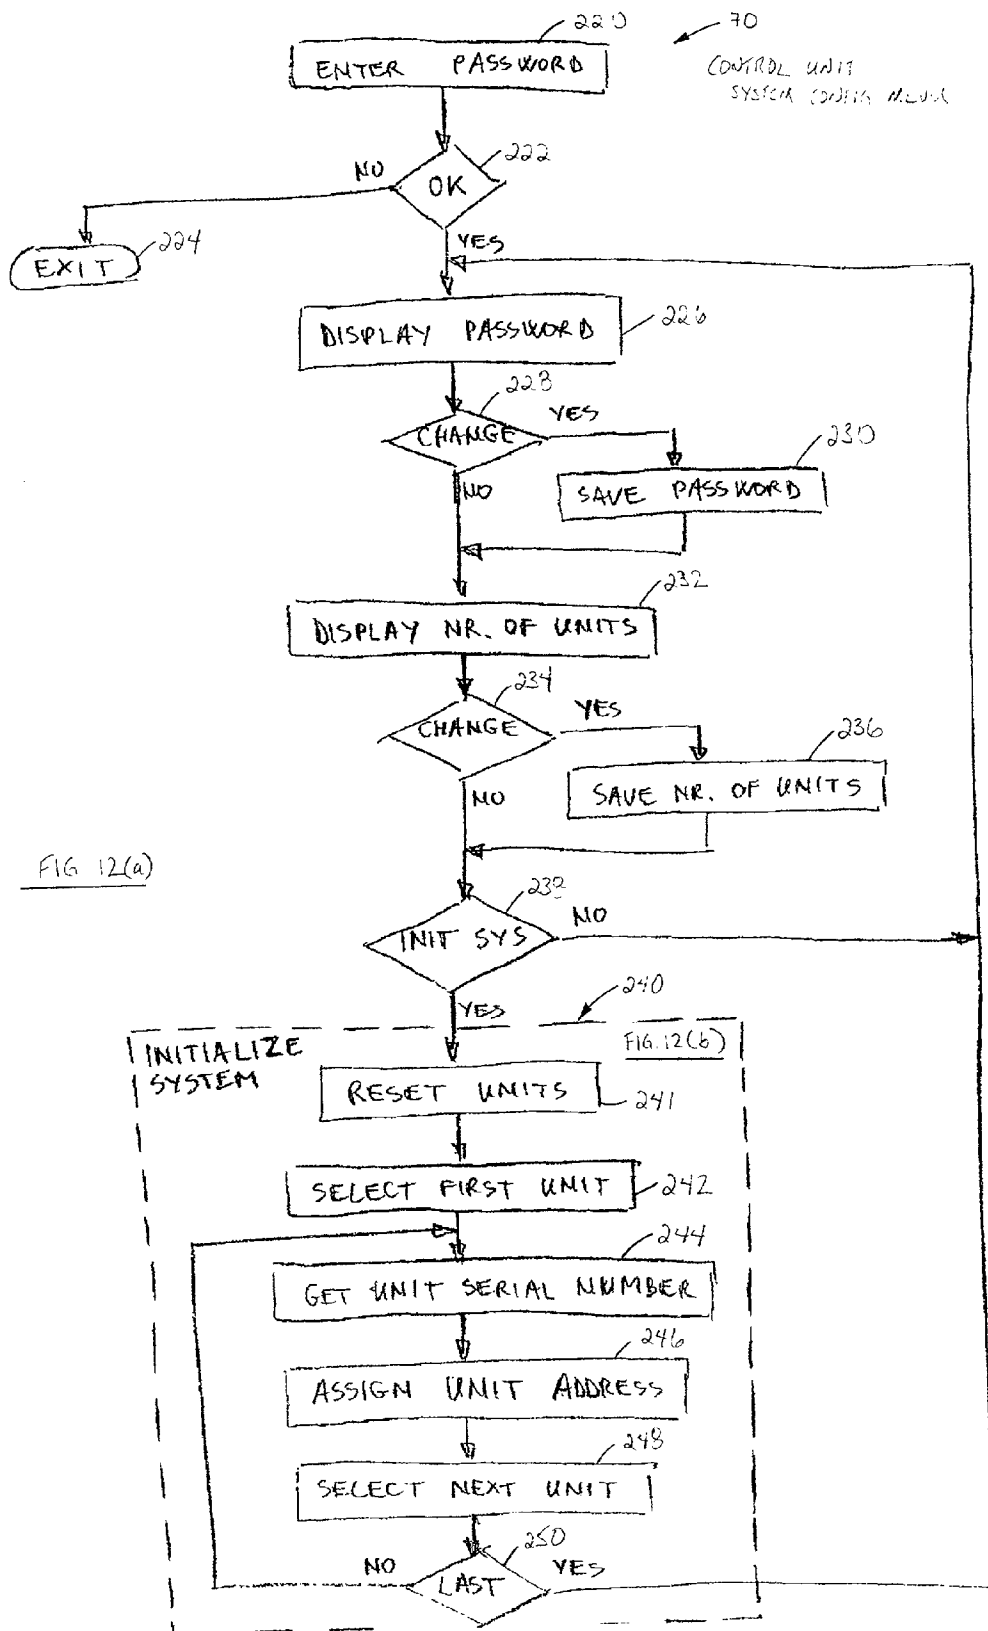 220
70
ENTER PASSWORD
CONTROL UNIT
SYSTEM CONFIG MENU
222
NO
OK
224
YES
EXIT
226
DISPLAY PASSWORD
228
YES
CHANGE
230
NO
SAVE PASSWORD
232
DISPLAY NR. OF UNITS
234
YES
CHANGE
236
NO
SAVE NR. OF UNITS
FIG 12(a)
NO
INIT SYS
240
YES
INITIALIZE
SYSTEM
FIG. 12(b)
RESET UNITS
241
SELECT FIRST UNIT
242
244
GET UNIT SERIAL NUMBER
246
ASSIGN UNIT ADDRESS
248
SELECT NEXT UNIT
250
NO
YES
LAST